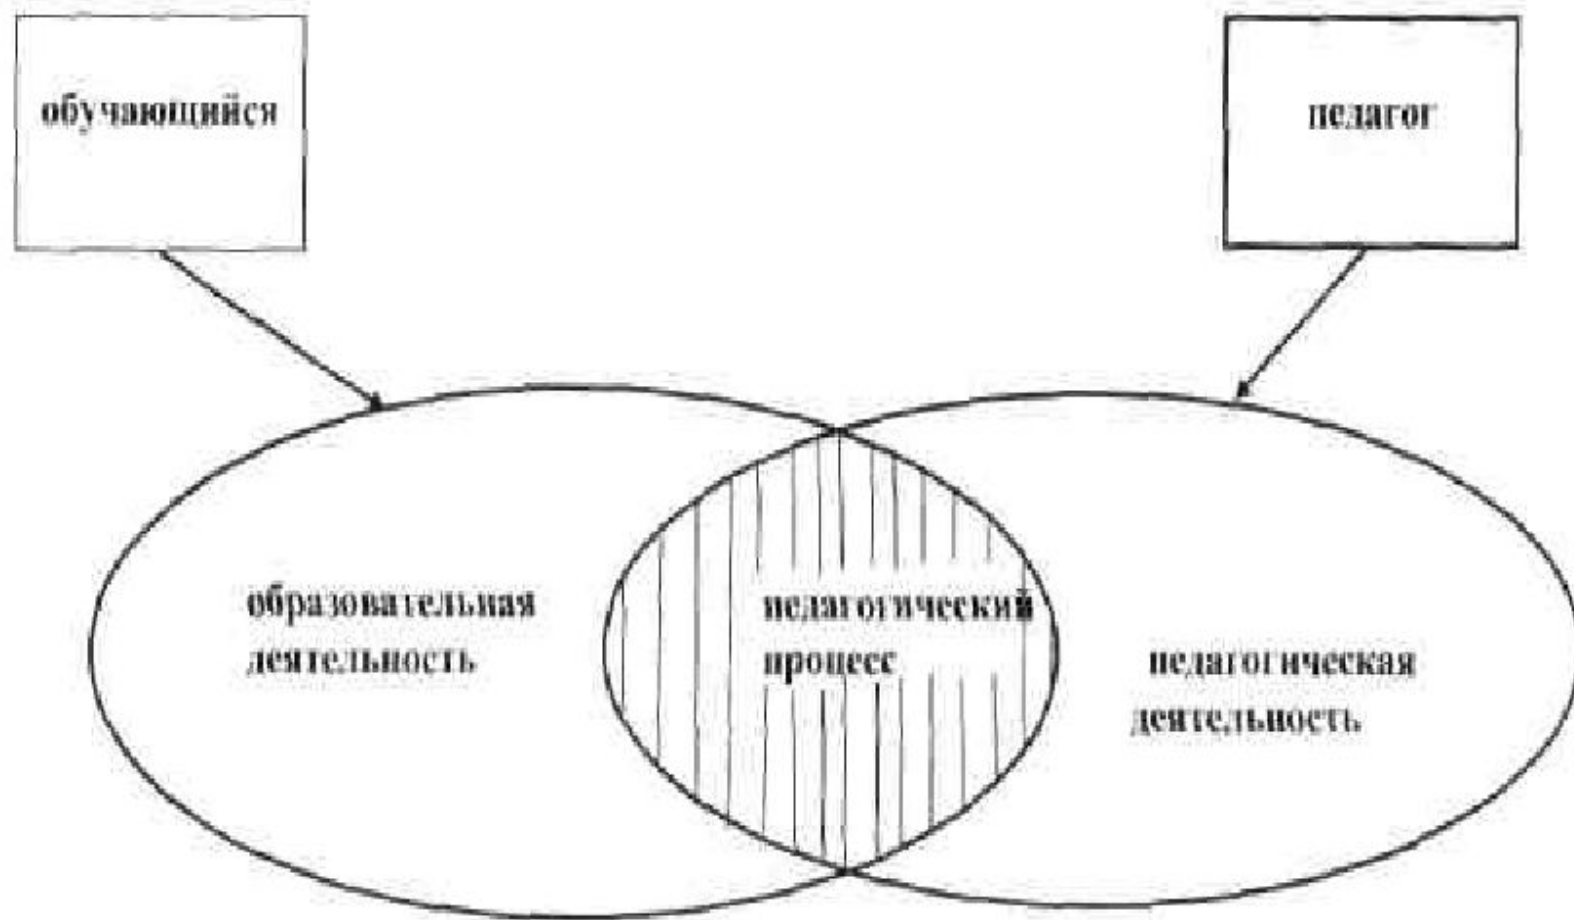 обучающийся
педагог
образовательная
деятельность
педагогический
процесс
педагогическая
деятельность